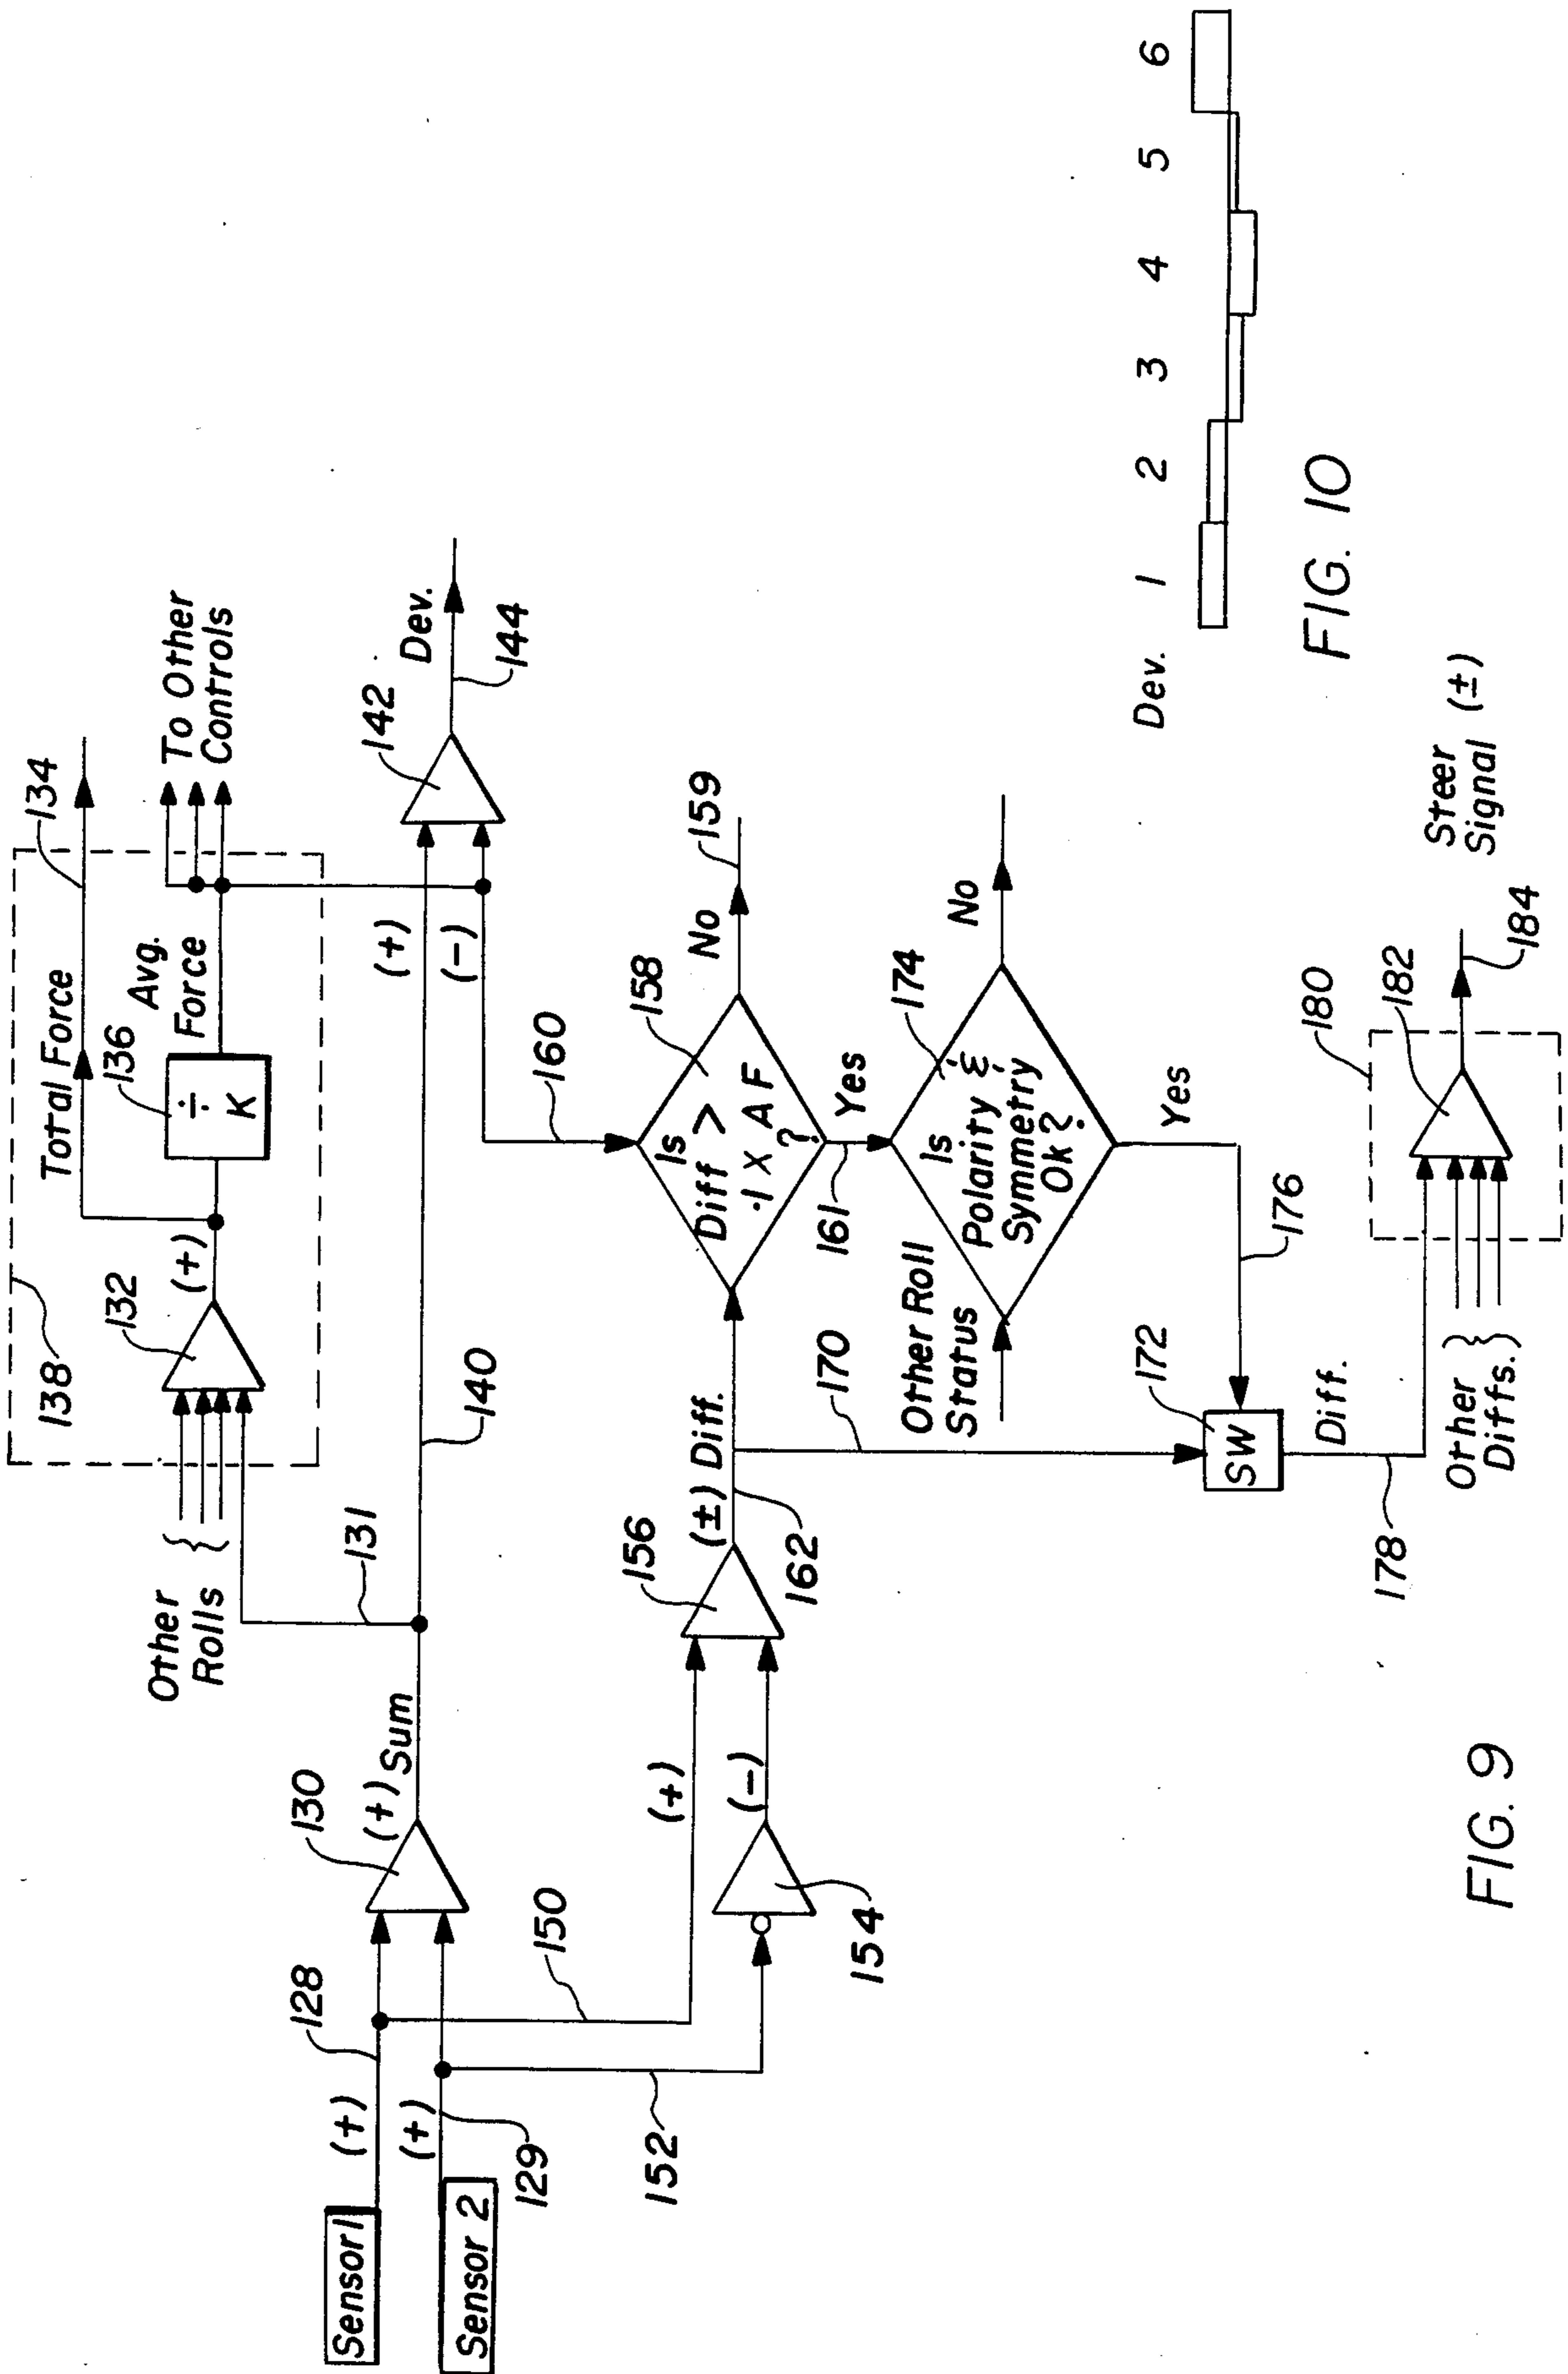 138
132
(+)
Total Force
136
÷
K
Avg.
Force
134
To Other
Controls
Other
Rolls
131
140
Sensor 1
(+)
128
Sensor 2
(+)
129
130
(+)
Sum
(+)
(-)
142
Dev.
144
150
152
154
(+)
(-)
156
(±) Diff.
162
160
158
Is
Diff >
.1 X AF
?
No
159
Yes
161
170
Other Roll
Status
174
Is
Polarity &
Symmetry
Ok?
No
Yes
176
172
SW
Diff.
178
Other
Diffs.
180
182
184
Steer
Signal (±)
FIG. 9
Dev. 1 2 3 4 5 6
FIG. 10